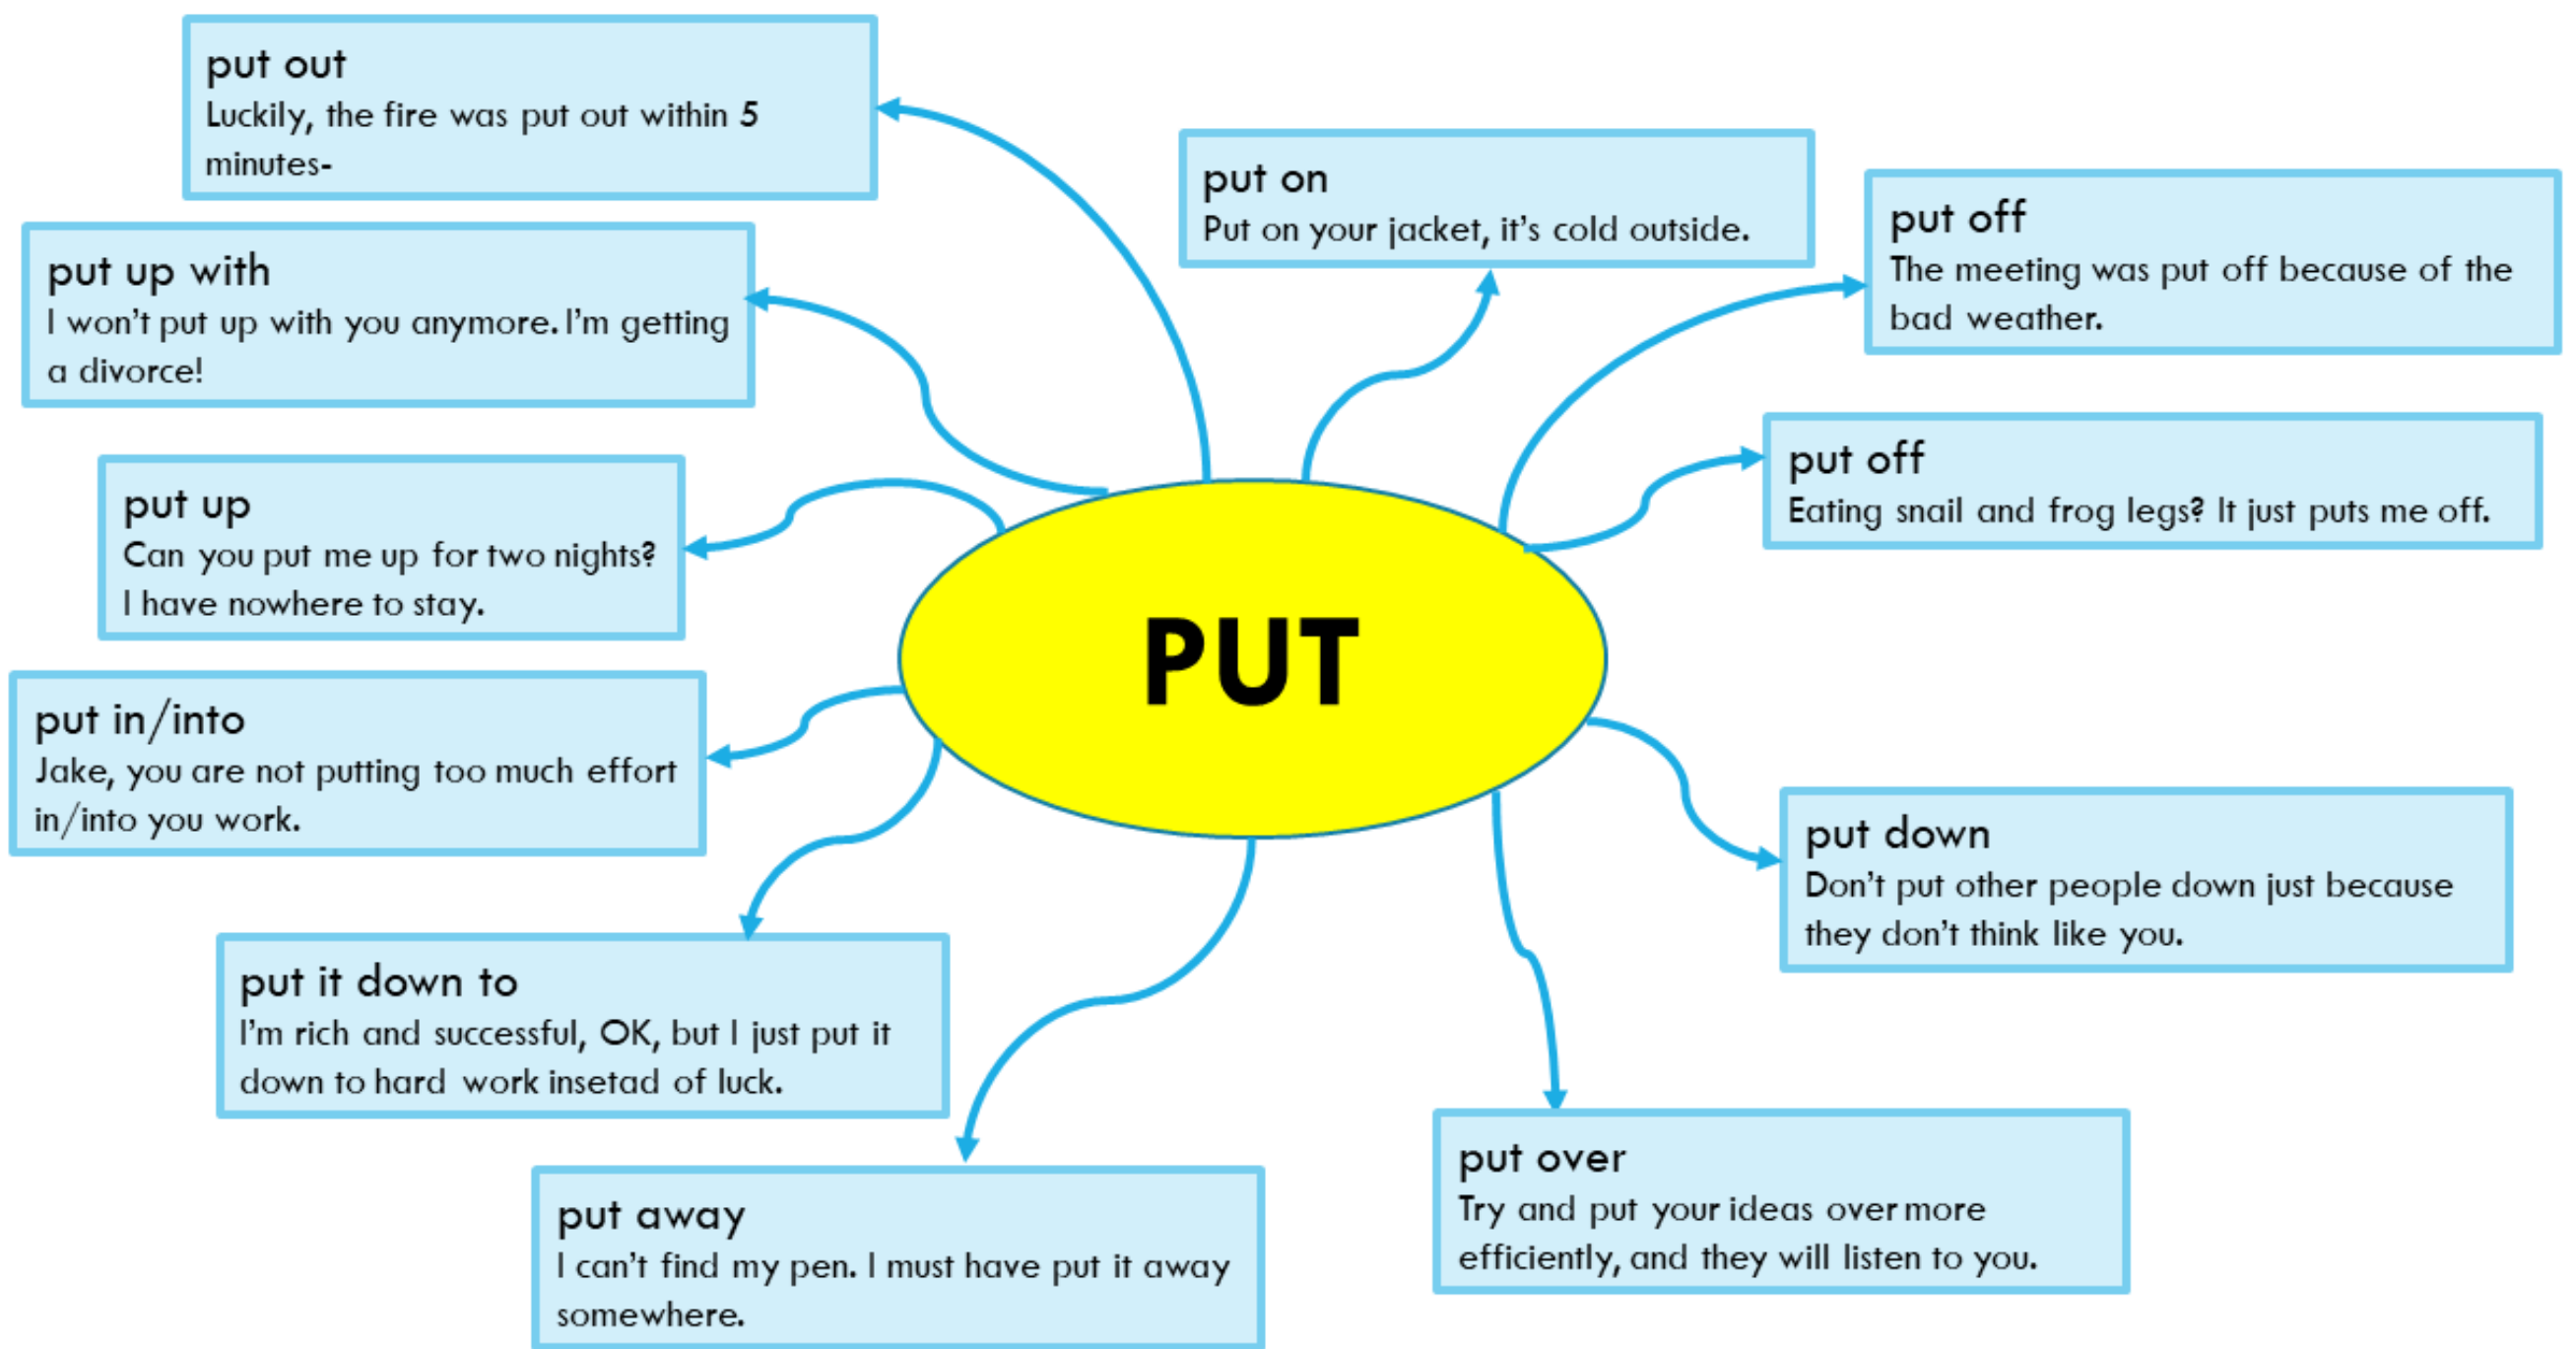 put out
Luckily, the fire was put out within 5
minutes-
put on
Put on your jacket, it's cold outside.
put off
The meeting was put off because of the
bad weather.
put up with
I won't put up with you anymore. I'm getting
a divorce!
put off
Eating snail and frog legs? It just puts me off.
put up
Can you put me up for two nights?
I have nowhere to stay.
PUT
put in/into
Jake, you are not putting too much effort
in/into you work.
put down
Don't put other people down just because
they don't think like you.
put it down to
I'm rich and successful, OK, but I just put it
down to hard work insetad of luck.
put over
Try and put your ideas over more
efficiently, and they will listen to you.
put away
I can't find my pen. I must have put it away
somewhere.